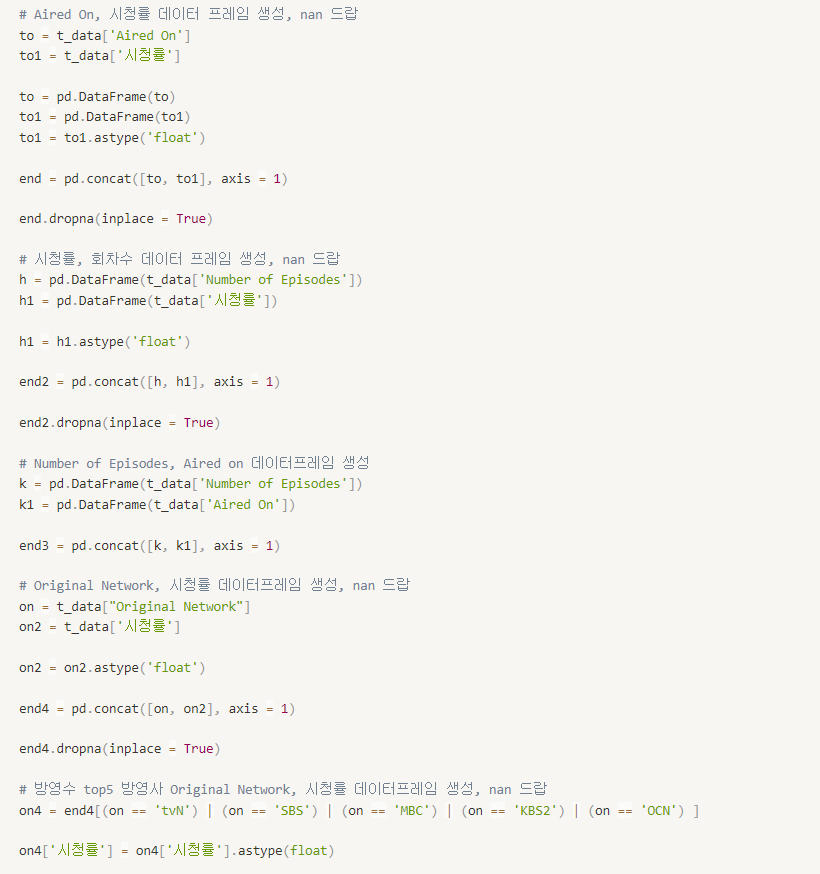 # Aired On, 시청률 데이터 프레임 생성, nan 드랍
to = t_data['Aired On']
to1 = t_data['시청률']
to = pd.DataFrame(to)
to1 = pd.DataFrame(to1)
to1 = to1.astype('float')
end = pd.concat([to, to1], axis = 1)
end.dropna(inplace = True)
# 시청률, 회차수 데이터 프레임 생성, nan 드랍
h = pd.DataFrame(t_data['Number of Episodes'])
h1 = pd.DataFrame(t_data['시청률'])
h1 = h1.astype('float')
end2 = pd.concat([h, h1], axis = 1)
end2.dropna(inplace = True)
# Number of Episodes, Aired on 데이터프레임 생성
k = pd.DataFrame(t_data['Number of Episodes'])
k1 = pd.DataFrame(t_data['Aired On'])
end3 = pd.concat([k, k1], axis = 1)
# Original Network, 시청률 데이터프레임 생성, nan 드랍
on = t_data["Original Network"]
on2 = t_data['시청률']
on2 = on2.astype('float')
end4 = pd.concat([on, on2], axis = 1)
end4.dropna(inplace = True)
# 방영수 top5 방영사 Original Network, 시청률 데이터프레임 생성, nan 드랍
on4 = end4[(on == 'tvN') | (on == 'SBS') | (on == 'MBC') | (on == 'KBS2') | (on == 'OCN') ]
on4['시청률'] = on4['시청률'].astype(float)